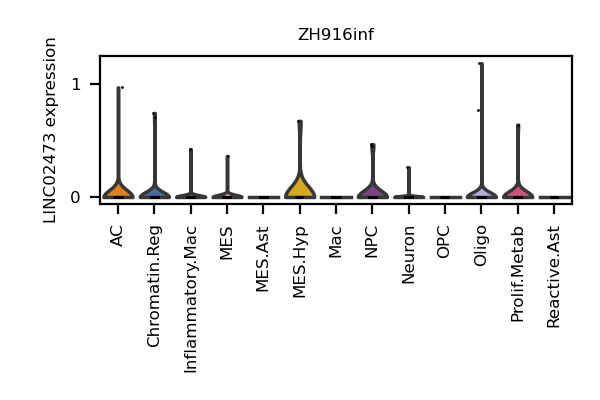 ZH916inf
LINC02473 expression
1
0
AC
Chromatin.Reg
Inflammatory.Mac
MES
MES.Ast
MES.Hyp
Mac
NPC
Neuron
OPC
Oligo
Prolif.Metab
Reactive.Ast